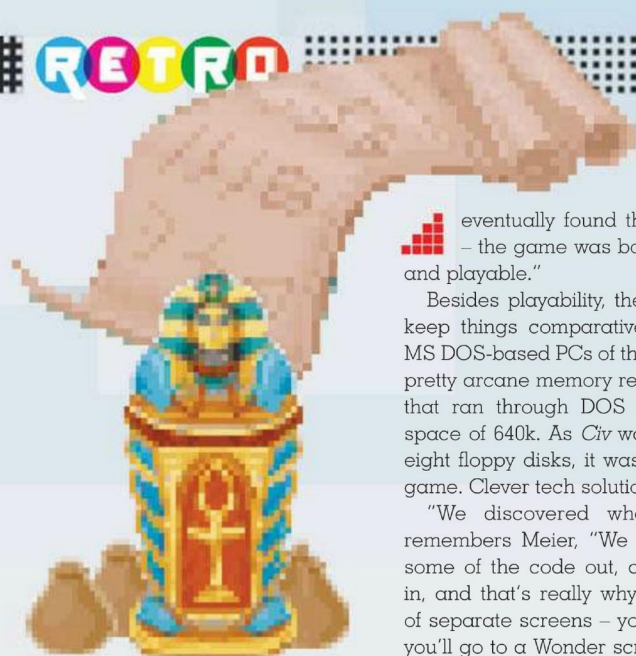 RETRO
eventually found th
– the game was ba
and playable."
Besides playability, the
keep things comparative
MS DOS-based PCs of th
pretty arcane memory re
that ran through DOS
space of 640k. As Civ wa
eight floppy disks, it was
game. Clever tech solutio
"We discovered whe
remembers Meier, "We
some of the code out,
in, and that's really why
of separate screens – yo
you'll go to a Wonder scr